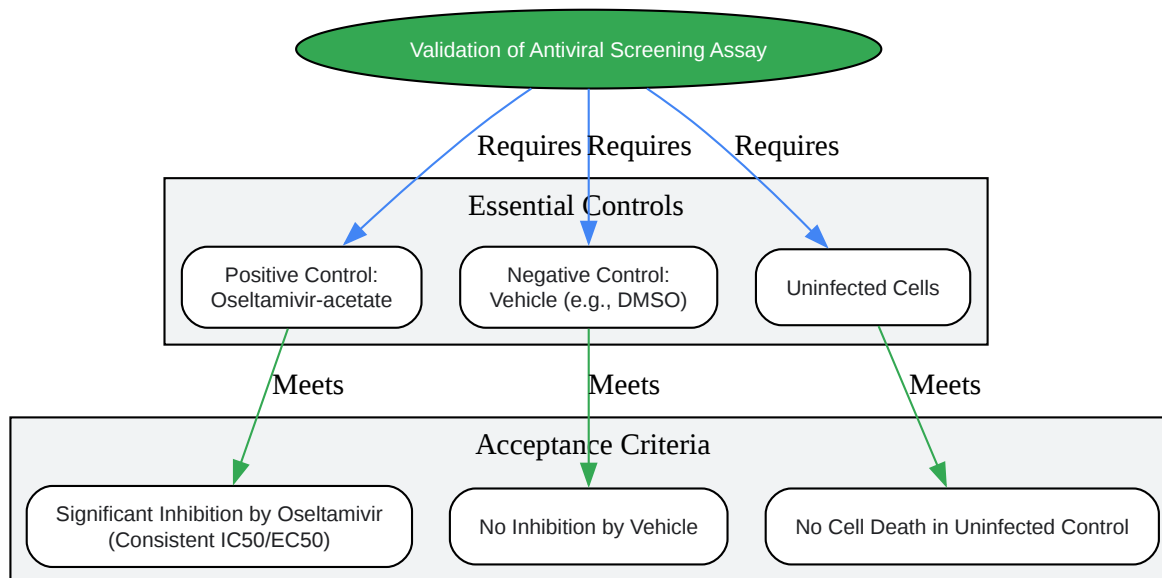 Validation of Antiviral Screening Assay
Requires
Requires
Requires
Essential Controls
Positive Control:
Oseltamivir-acetate
Negative Control:
Vehicle (e.g., DMSO)
Uninfected Cells
Meets
Meets
Meets
Acceptance Criteria
Significant Inhibition by Oseltamivir
(Consistent IC50/EC50)
No Inhibition by Vehicle
No Cell Death in Uninfected Control